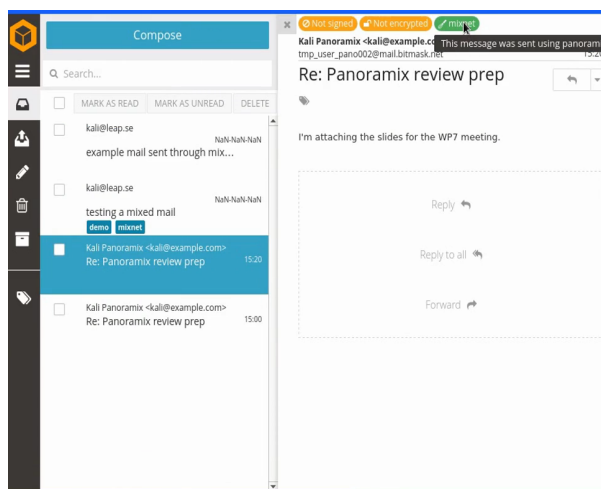 Compose
Search...
MARK AS READ MARK AS UNREAD DELETE
kali@leap.se
NaN-NaN-NaN
example mail sent through mix...
kali@leap.se
NaN-NaN-NaN
testing a mixed mail
demo mixnet
Kali Panoramix <kali@example.com>
Re: Panoramix review prep 15:20
Kali Panoramix <kali@example.com>
Re: Panoramix review prep 15:00
Not signed Not encrypted mixnet
Kali Panoramix <kali@example.co
This message was sent using panoram
tmp_user_pano002@mail.bitmask.net 15:20
Re: Panoramix review prep
I'm attaching the slides for the WP7 meeting.
Reply
Reply to all
Forward